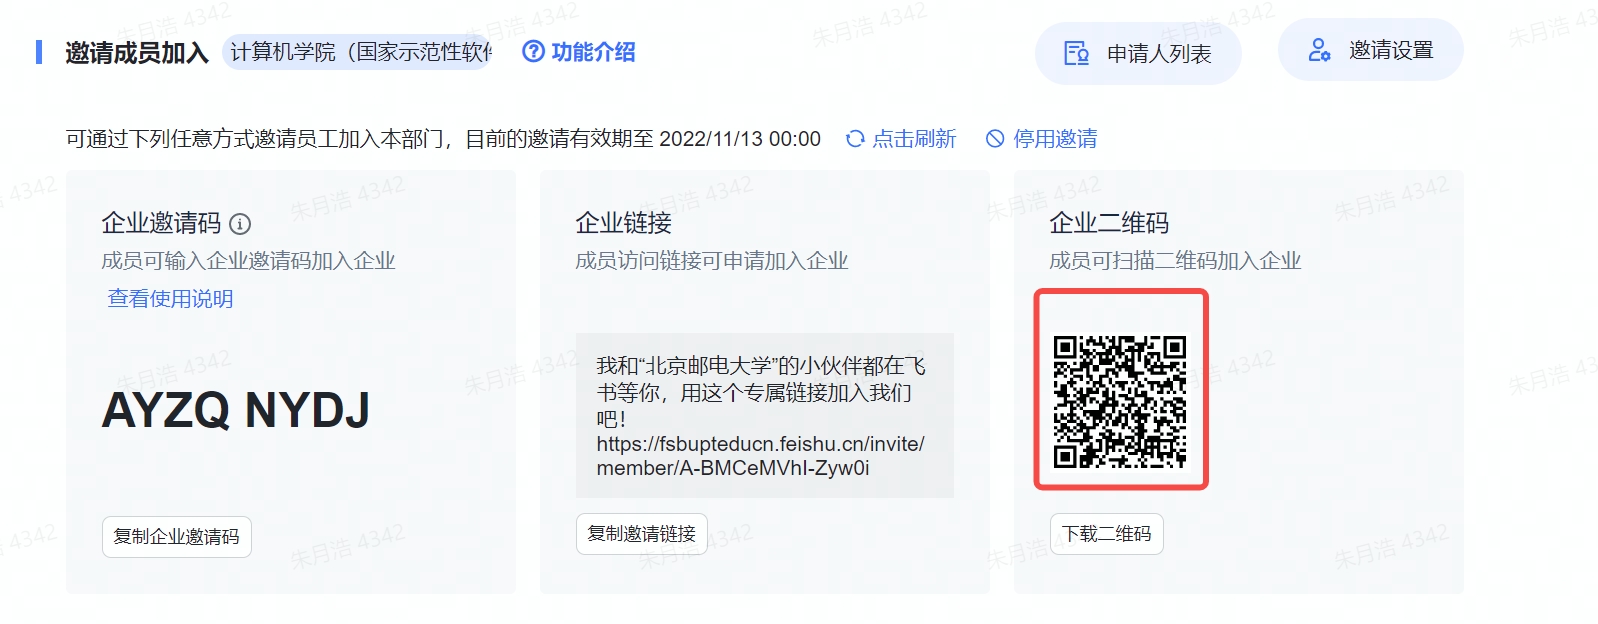 邀请成员加入 计算机学院（国家示范性软件 功能介绍 申请人列表 邀请设置
可通过下列任意方式邀请员工加入本部门，目前的邀请有效期至 2022/11/13 00:00 点击刷新 停用邀请
企业邀请码
成员可输入企业邀请码加入企业
查看使用说明
AYZQ NYDJ
复制企业邀请码
企业链接
成员访问链接可申请加入企业
我和“北京邮电大学”的小伙伴都在飞
书等你，用这个专属链接加入我们
吧！
https://fsbupteducn.feishu.cn/invite/
member/A-BMCeMVhI-Zyw0i
复制邀请链接
企业二维码
成员可扫描二维码加入企业
下载二维码
朱月浩 4342